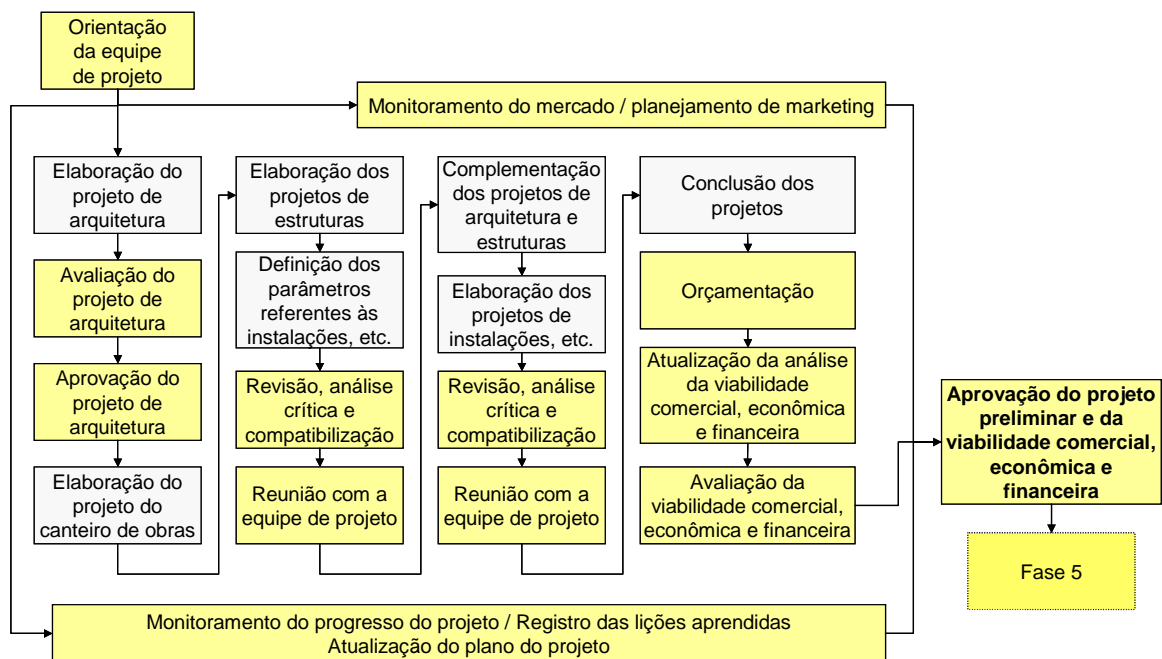 Orientação
da equipe
de projeto
Monitoramento do mercado / planejamento de marketing
Elaboração do
projeto de
arquitetura
Avaliação do
projeto de
arquitetura
Aprovação do
projeto de
arquitetura
Elaboração do
projeto do
canteiro de obras
Elaboração dos
projetos de
estruturas
Definição dos
parâmetros
referentes às
instalações, etc.
Revisão, análise
crítica e
compatibilização
Reunião com a
equipe de projeto
Complementação
dos projetos de
arquitetura e
estruturas
Elaboração dos
projetos de
instalações, etc.
Revisão, análise
crítica e
compatibilização
Reunião com a
equipe de projeto
Conclusão dos
projetos
Orçamentação
Atualização da análise
da viabilidade
comercial, econômica
e financeira
Avaliação da
viabilidade comercial,
econômica e financeira
Aprovação do projeto
preliminar e da
viabilidade comercial,
econômica e
financeira
Fase 5
Monitoramento do progresso do projeto / Registro das lições aprendidas
Atualização do plano do projeto